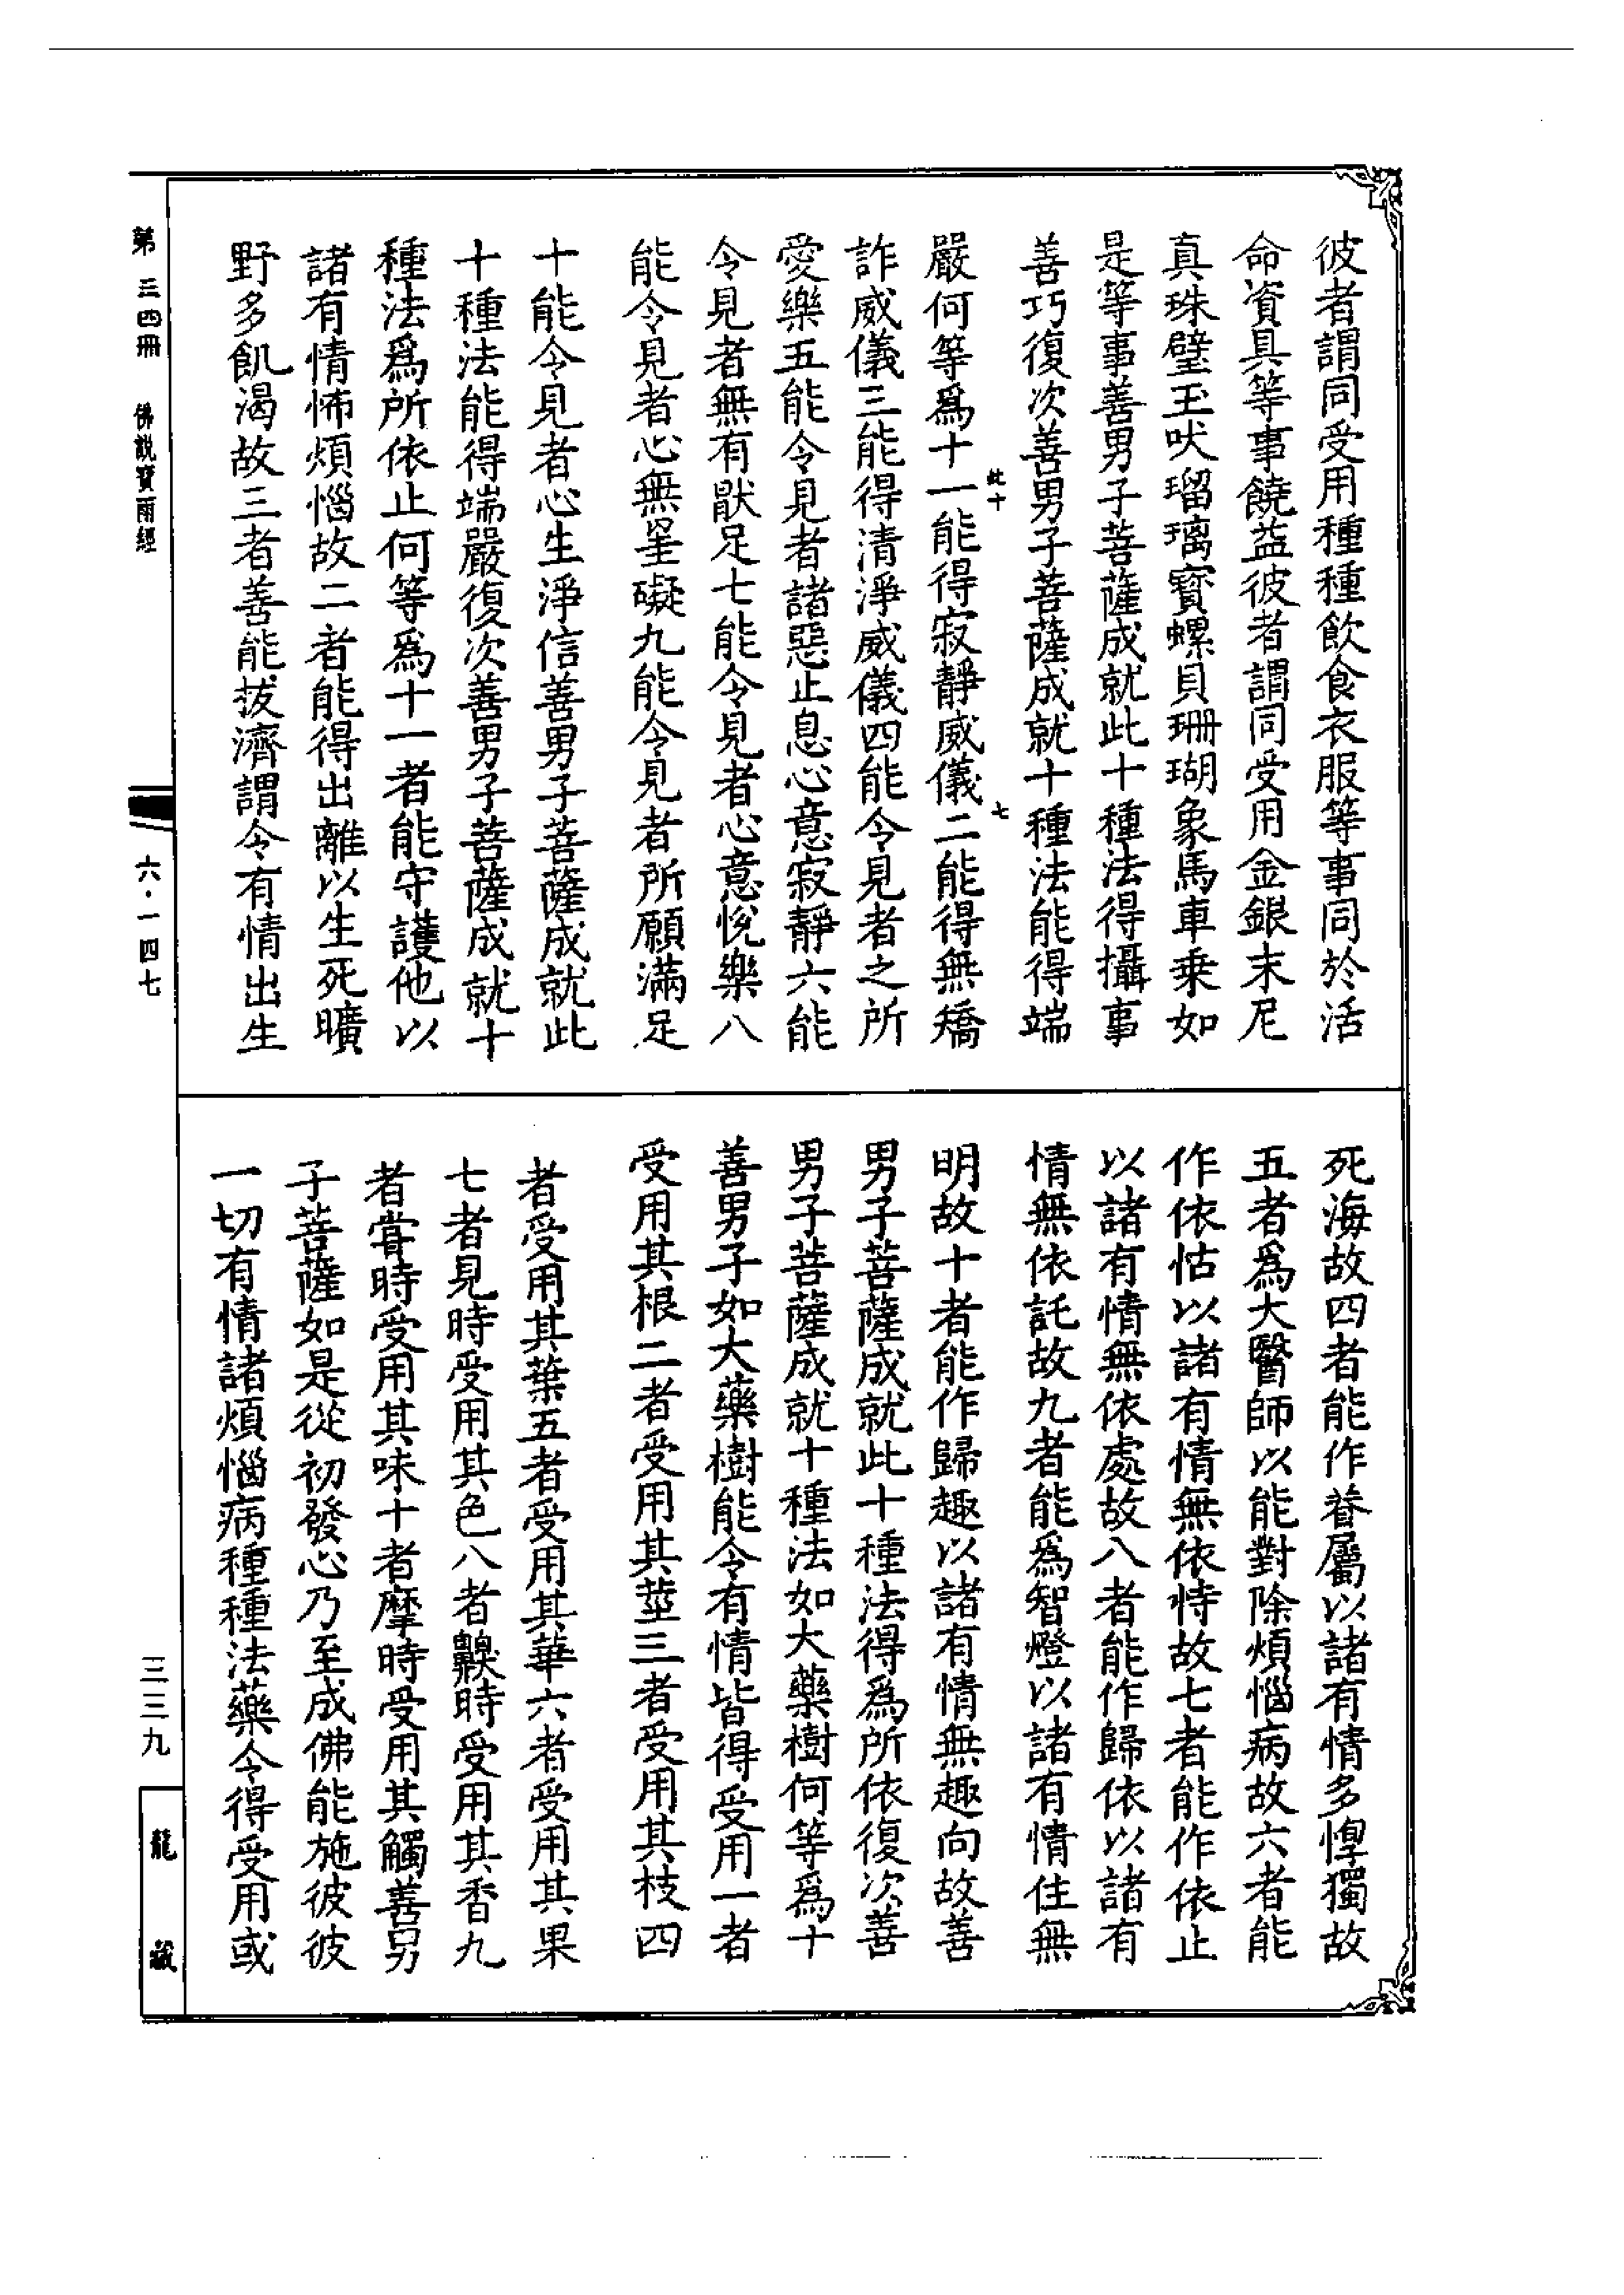 彼者謂同受用種種飲食衣服等事同於活
命資具等事饒益彼者謂同受用金銀末尼
真珠璧玉吠瑠璃寳螺貝珊瑚象馬車乗如
是等事善男子菩薩成就此十種法得攝事
善巧復次善男子菩薩成就十種法能得端
此十 七
嚴何等爲十一能得寂靜威儀二能得無矯
詐威儀三能得清淨威儀四能令見者之所
愛樂五能令見者諸惡止息心意寂靜六能
令見者無有猒足七能令見者心意悅樂八
能令見者心無罣礙九能令見者所願滿足
十能令見者心生淨信善男子菩薩成就此
十種法能得端嚴復次善男子菩薩成就十
種法爲所依止何等爲十一者能守護他以
諸有情怖煩惱故二者能得出離以生死曠
野多飢渴故三者善能拔濟謂令有情出生
死海故四者能作眷屬以諸有情多惸獨故
五者爲大醫師以能對除煩惱病故六者能
作依怙以諸有情無依恃故七者能作依止
以諸有情無依處故八者能作歸依以諸有
情無依託故九者能爲智燈以諸有情住無
明故十者能作歸趣以諸有情無趣向故善
男子菩薩成就此十種法得爲所依復次善
男子菩薩成就十種法如大藥樹何等爲十
善男子如大藥樹能令有情皆得受用一者
受用其根二者受用其莖三者受用其枝四
者受用其葉五者受用其華六者受用其果
七者見時受用其色八者齅時受用其香九
者甞時受用其味十者摩時受用其觸善男
子菩薩如是從初發心乃至成佛能施彼彼
一切有情諸煩惱病種種法藥令得受用或
第三四冊 佛說寶雨經
六·一四七
三三九
龍藏